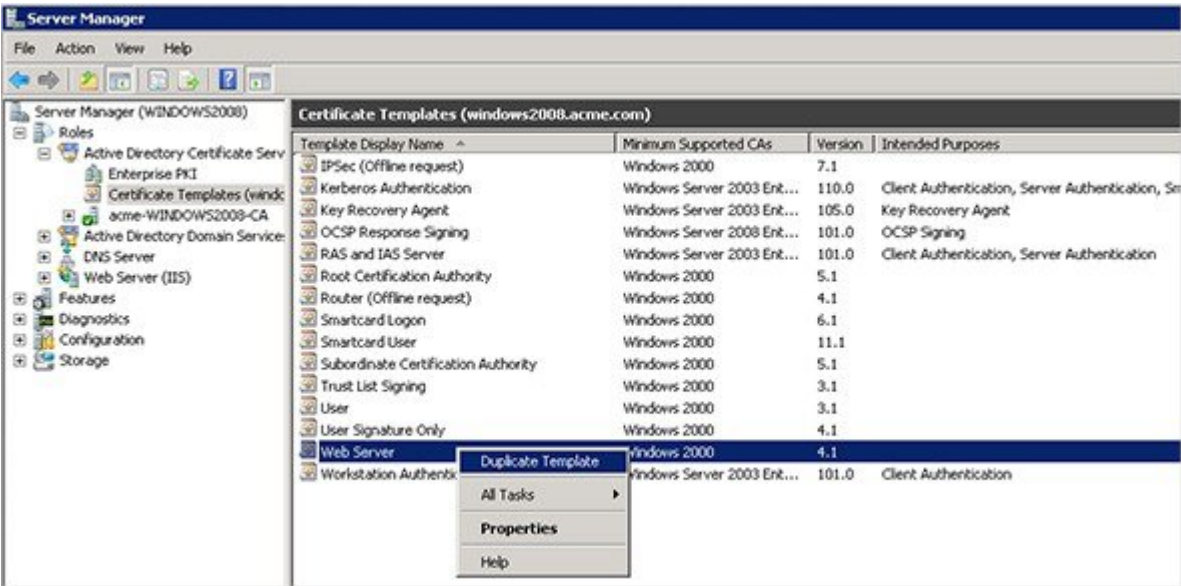 Server Manager
File Action View Help
Server Manager (WINDOWS2008)
Roles
Active Directory Certificate Serv
Enterprise PKI
Certificate Templates (windc
acme-WINDOWS2008-CA
Active Directory Domain Service
DNS Server
Web Server (IIS)
Features
Diagnostics
Configuration
Storage
Certificate Templates (windows2008.acme.com)
Template Display Name Minimum Supported CAs Version Intended Purposes
IPSec (Offline request) Windows 2000 7.1
Kerberos Authentication Windows Server 2003 Ent... 110.0 Client Authentication, Server Authentication, Sm
Key Recovery Agent Windows Server 2003 Ent... 105.0 Key Recovery Agent
OCSP Response Signing Windows Server 2008 Ent... 101.0 OCSP Signing
RAS and IAS Server Windows Server 2003 Ent... 101.0 Client Authentication, Server Authentication
Root Certification Authority Windows 2000 5.1
Router (Offline request) Windows 2000 4.1
Smartcard Logon Windows 2000 6.1
Smartcard User Windows 2000 11.1
Subordinate Certification Authority Windows 2000 5.1
Trust List Signing Windows 2000 3.1
User Windows 2000 3.1
User Signature Only Windows 2000 4.1
Web Server Windows 2000 4.1
Workstation Authentic Windows Server 2003 Ent... 101.0 Client Authentication
Duplicate Template
All Tasks
Properties
Help